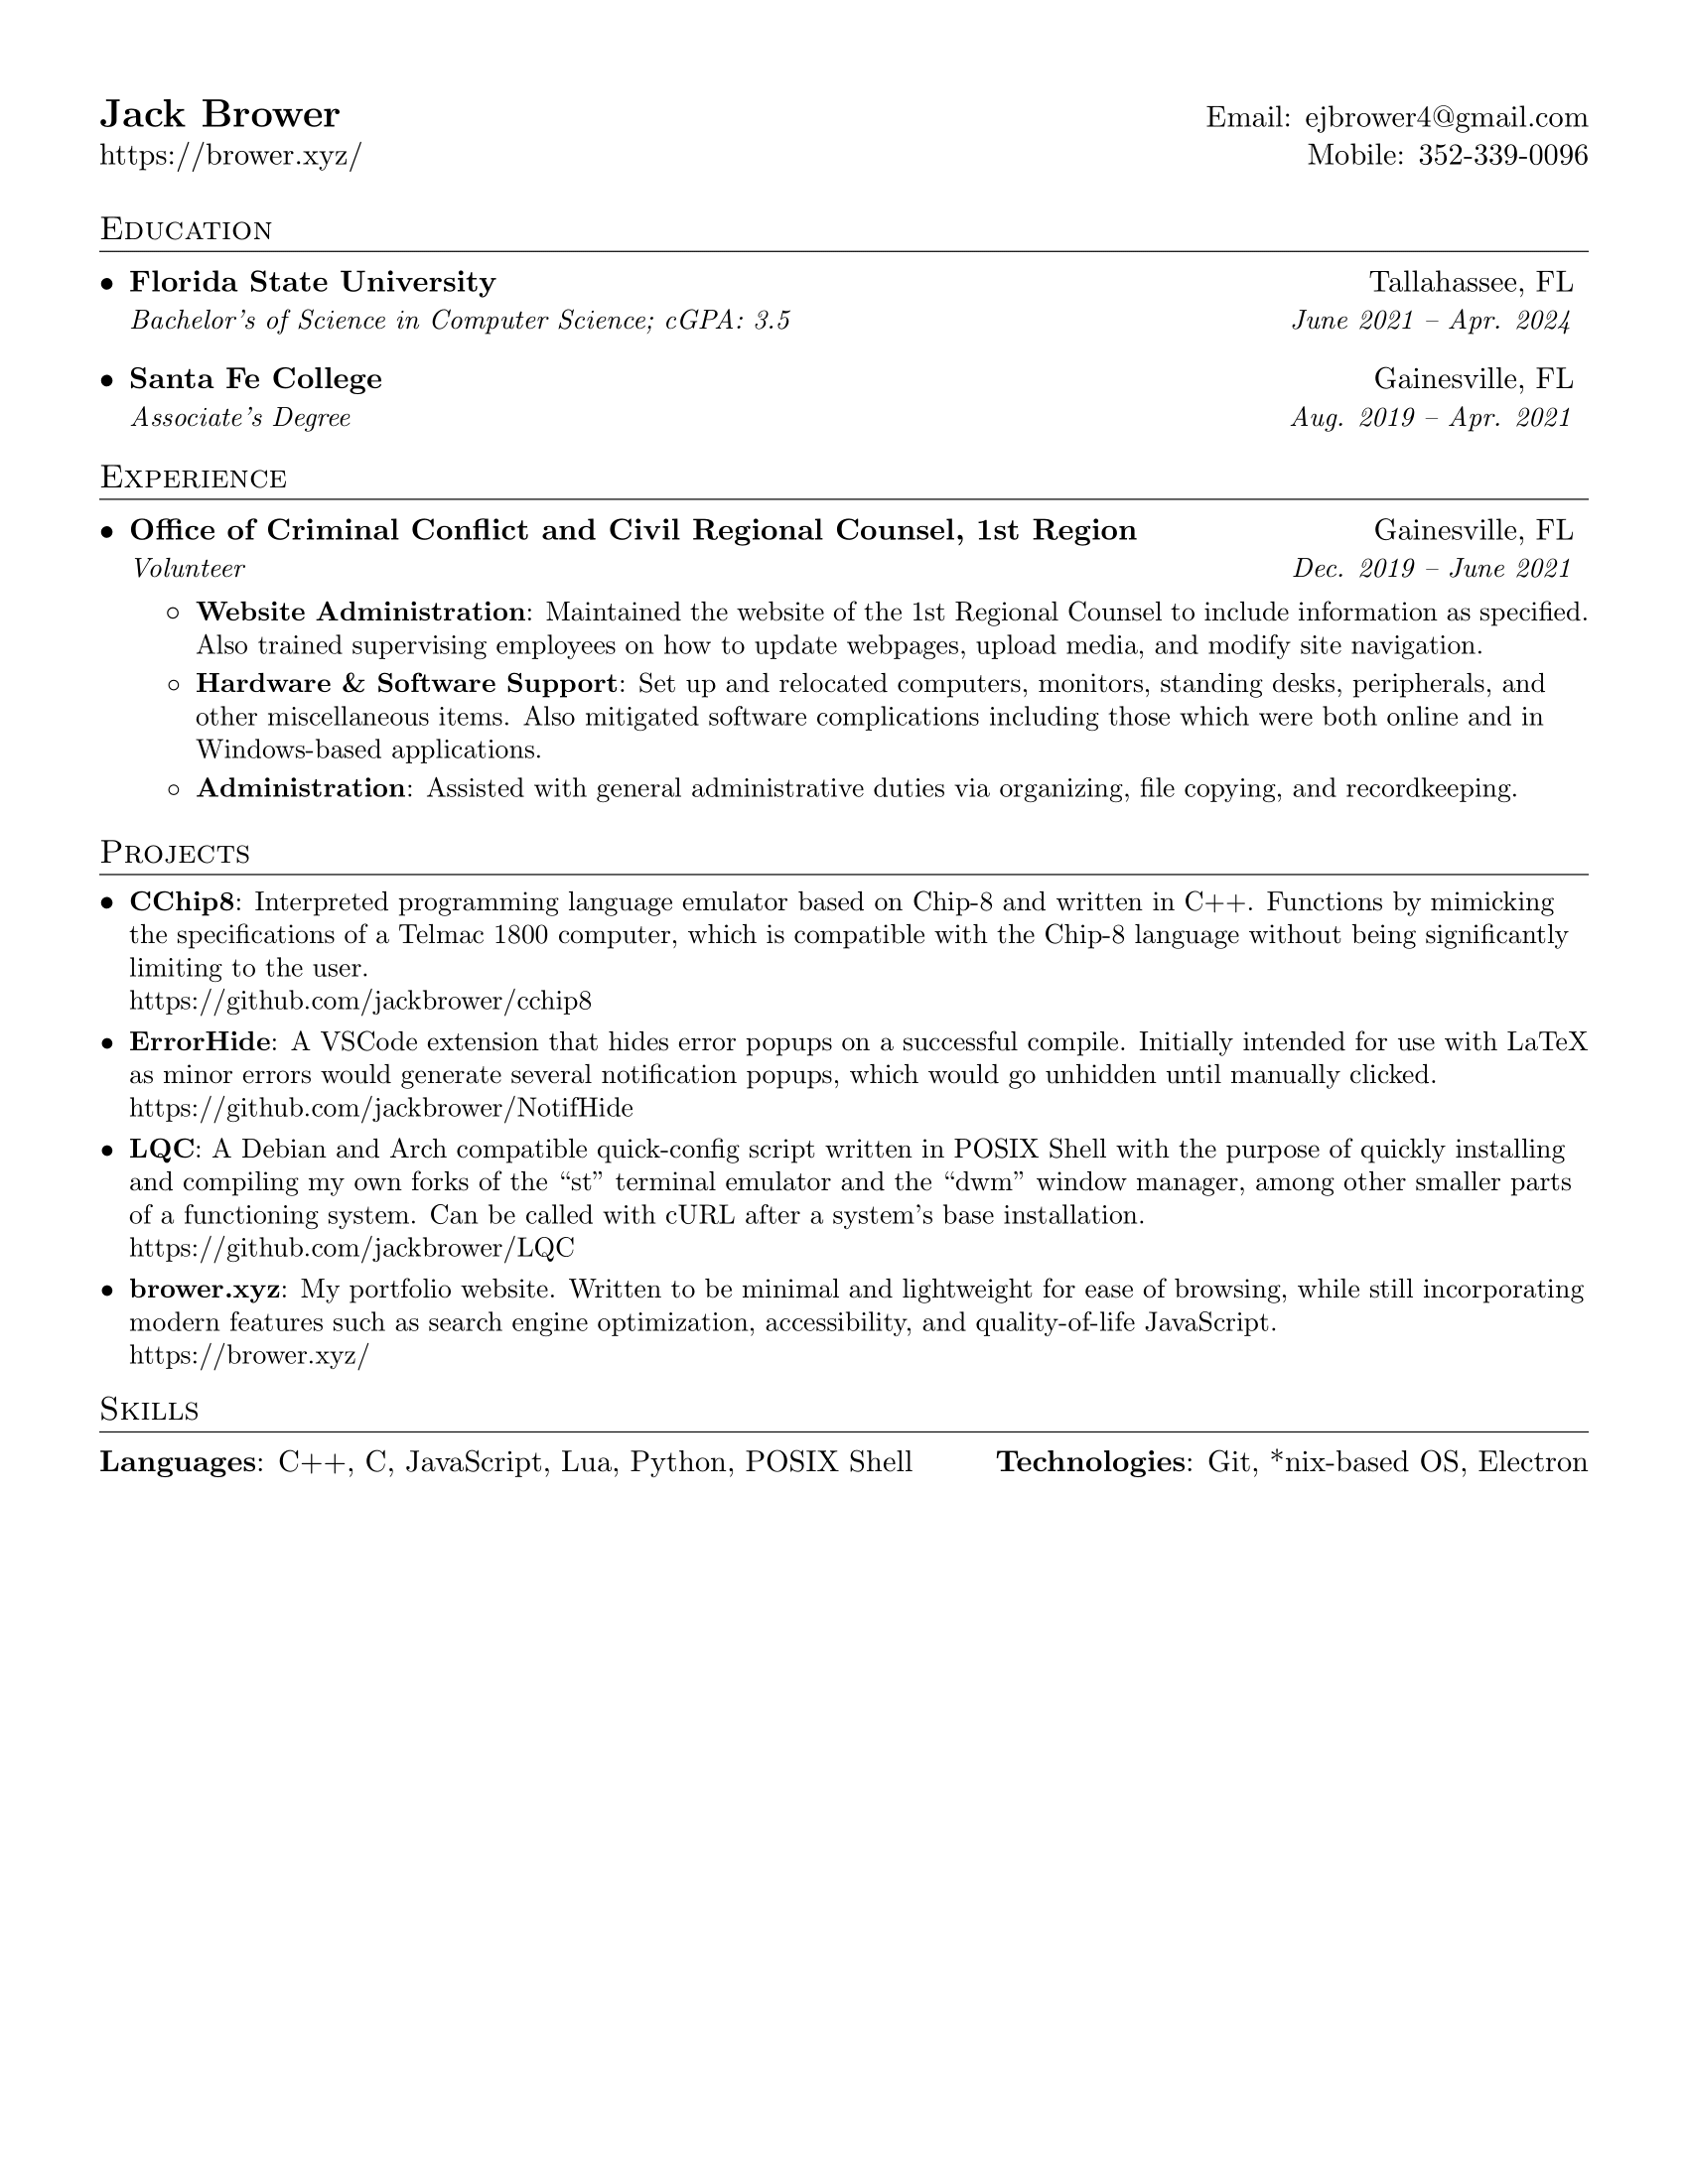 Jack Brower Email: ejbrower4@gmail.com
https://brower.xyz/ Mobile: 352-339-0096
Education
• Florida State University Tallahassee, FL
Bachelor's of Science in Computer Science; cGPA: 3.5 June 2021 – Apr. 2024
• Santa Fe College Gainesville, FL
Associate's Degree Aug. 2019 – Apr. 2021
Experience
• Office of Criminal Conflict and Civil Regional Counsel, 1st Region Gainesville, FL
Volunteer Dec. 2019 – June 2021
◦ Website Administration: Maintained the website of the 1st Regional Counsel to include information as specified.
Also trained supervising employees on how to update webpages, upload media, and modify site navigation.
◦ Hardware & Software Support: Set up and relocated computers, monitors, standing desks, peripherals, and
other miscellaneous items. Also mitigated software complications including those which were both online and in
Windows-based applications.
◦ Administration: Assisted with general administrative duties via organizing, file copying, and recordkeeping.
Projects
• CChip8: Interpreted programming language emulator based on Chip-8 and written in C++. Functions by mimicking
the specifications of a Telmac 1800 computer, which is compatible with the Chip-8 language without being significantly
limiting to the user.
https://github.com/jackbrower/cchip8
• ErrorHide: A VSCode extension that hides error popups on a successful compile. Initially intended for use with LaTeX
as minor errors would generate several notification popups, which would go unhidden until manually clicked.
https://github.com/jackbrower/NotifHide
• LQC: A Debian and Arch compatible quick-config script written in POSIX Shell with the purpose of quickly installing
and compiling my own forks of the “st” terminal emulator and the “dwm” window manager, among other smaller parts
of a functioning system. Can be called with cURL after a system's base installation.
https://github.com/jackbrower/LQC
• brower.xyz: My portfolio website. Written to be minimal and lightweight for ease of browsing, while still incorporating
modern features such as search engine optimization, accessibility, and quality-of-life JavaScript.
https://brower.xyz/
Skills
Languages: C++, C, JavaScript, Lua, Python, POSIX Shell Technologies: Git, *nix-based OS, Electron